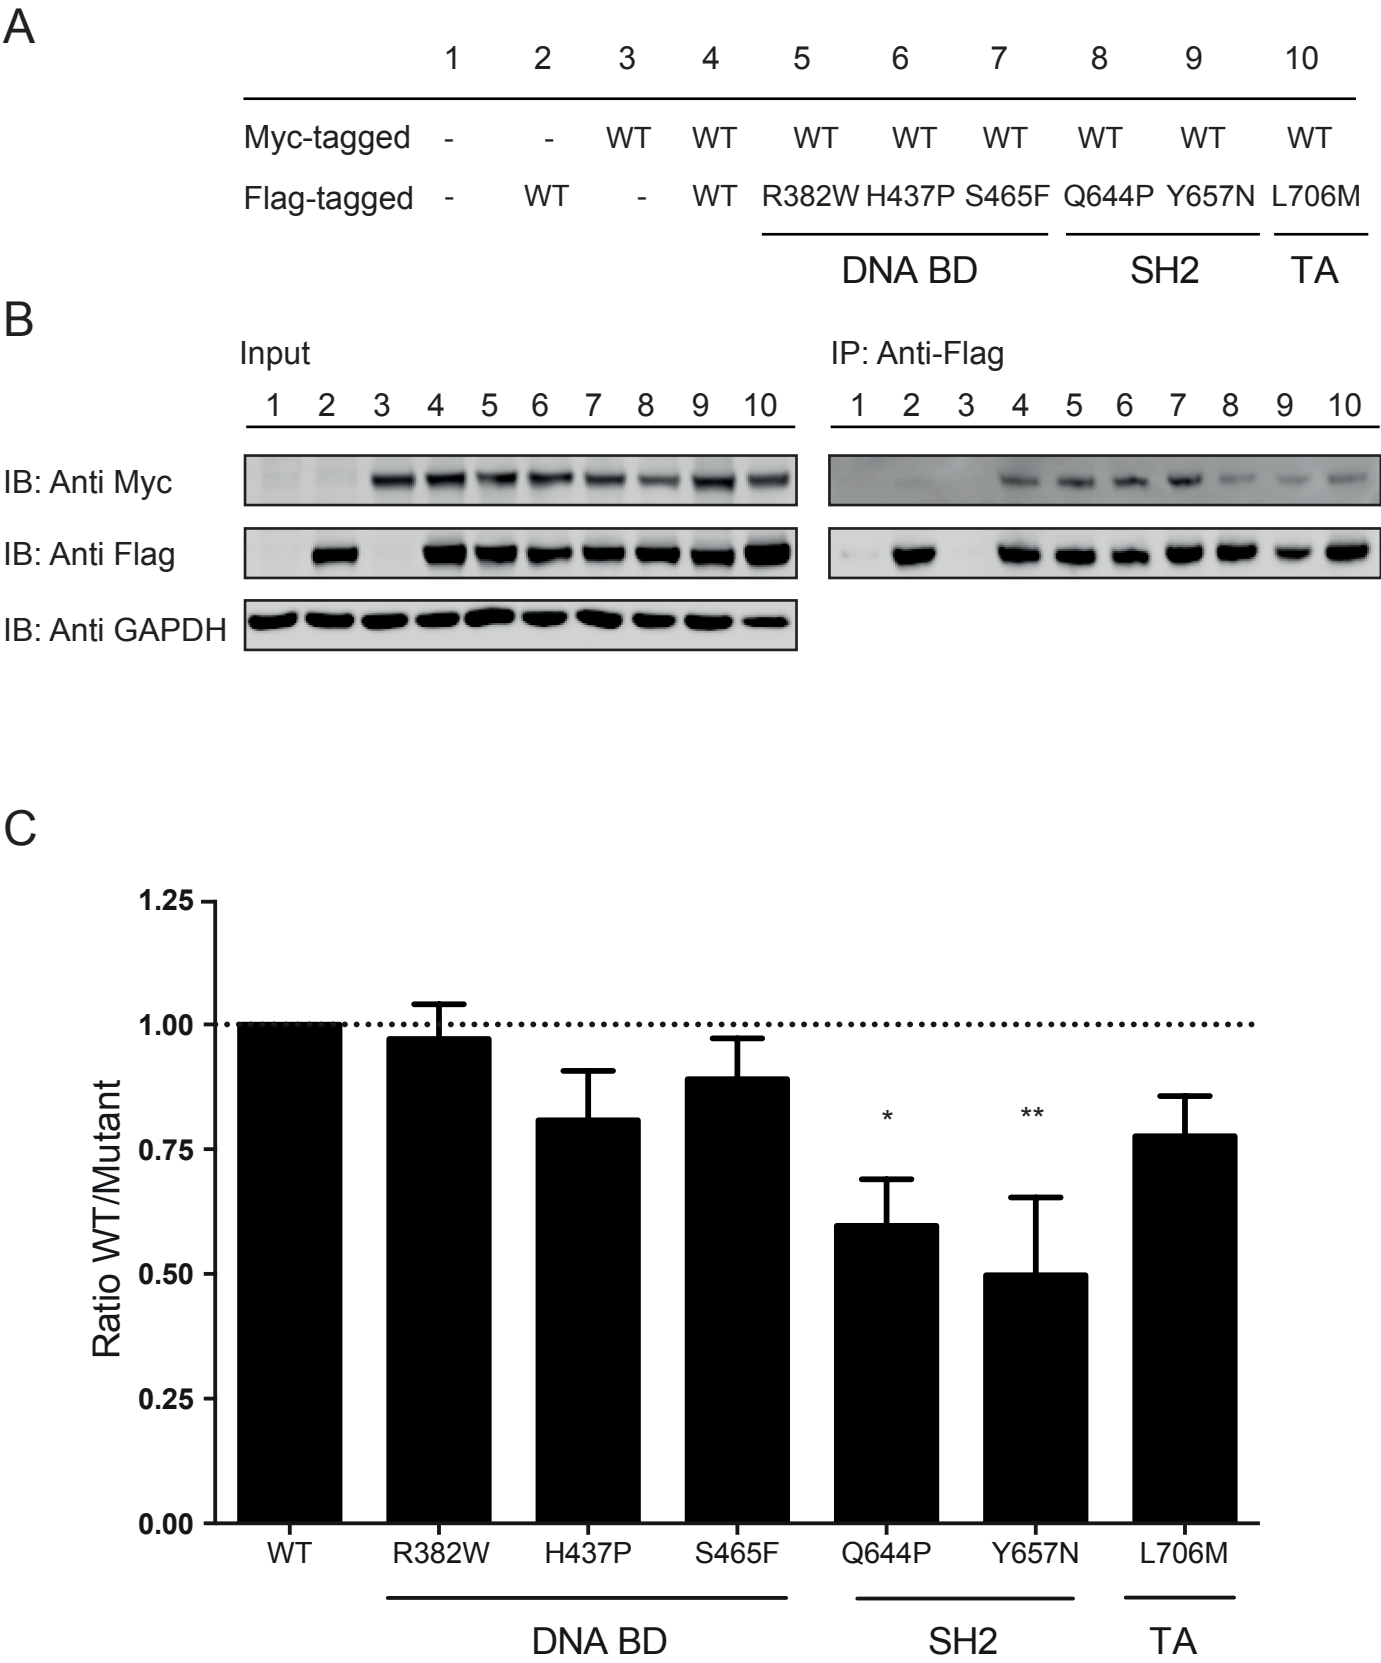 A
1 2 3 4 5 6 7 8 9 10
Myc-tagged - - WT WT WT WT WT WT WT WT
Flag-tagged - WT - WT R382W H437P S465F Q644P Y657N L706M
DNA BD SH2 TA
B
Input IP: Anti-Flag
1 2 3 4 5 6 7 8 9 10 1 2 3 4 5 6 7 8 9 10
IB: Anti Myc
IB: Anti Flag
IB: Anti GAPDH
C
1.25
1.00
* **
0.75
0.50
0.25
0.00
Ratio WT/Mutant
WT R382W H437P S465F Q644P Y657N L706M
DNA BD SH2 TA